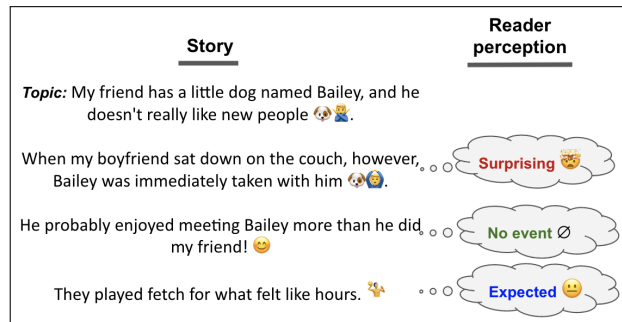 Story
Reader
perception
Topic: My friend has a little dog named Bailey, and he
doesn't really like new people 🐶🙅‍♂️.
When my boyfriend sat down on the couch, however,
Bailey was immediately taken with him 🐶🙆‍♂️.
Surprising 🤯
He probably enjoyed meeting Bailey more than he did
my friend! 😊
No event ∅
They played fetch for what felt like hours.
Expected 😐